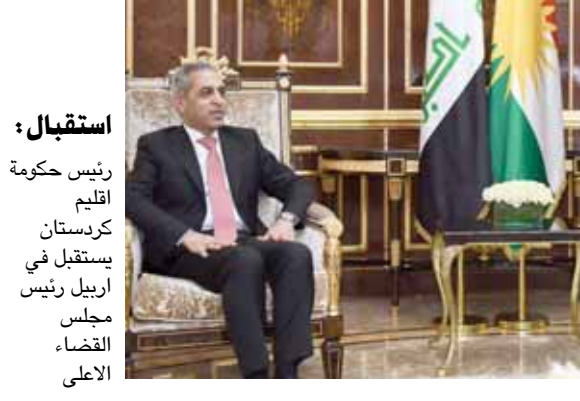 استقبال:
رئيس حكومة
اقليم
كردستان
يستقبل في
اربيل رئيس
مجلس
القضاء
الاعلى